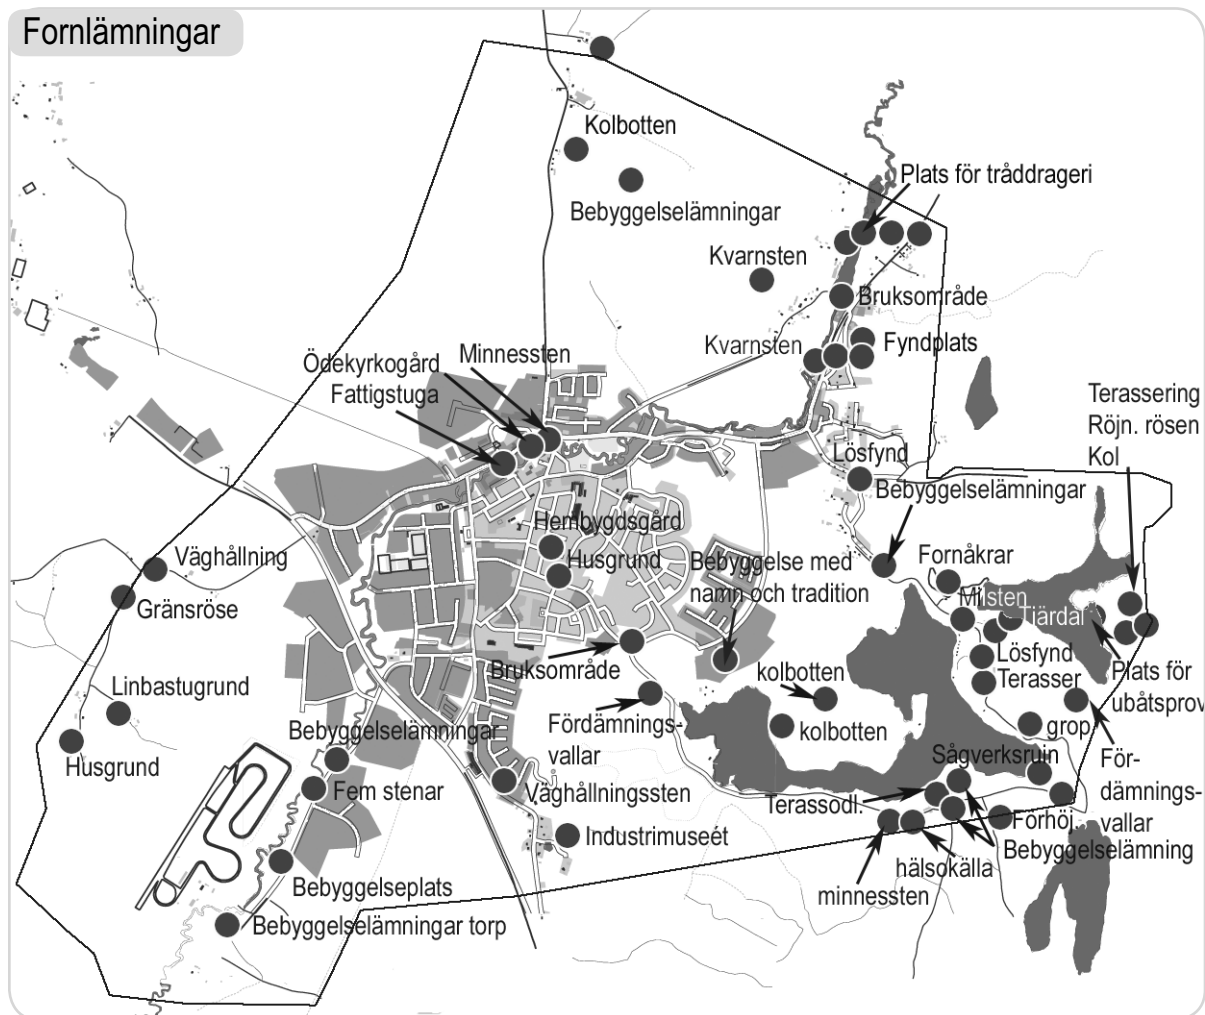 Fornlämningar
Kolbotten
Plats för tråddrageri
Bebyggelselämningar
Kvarnsten
Bruksområde
Kvarnsten
Fyndplats
Ödekyrkogård
Minnessten
Fattigstuga
Terassering
Röjn. rösen
Kol
Lösfynd
Bebyggelselämningar
Hembygdsgård
Husgrund
Bebyggelse med
namn och tradition
Väghållning
Fornåkrar
Gränsröse
Milsten
Tjärdal
Bruksområde
Lösfynd
Terasser
Plats för
ubåtsprov
kolbotten
Linbastugrund
Fördämnings-
vallar
kolbotten
grop
Bebyggelselämningar
Sågverksruin
För-
dämnings-
vallar
Husgrund
Fem stenar
Väghållningssten
Terassodl.
Förhöj.
Industrimuseét
Bebyggelselämning
hälsokälla
minnessten
Bebyggelseplats
Bebyggelselämningar torp